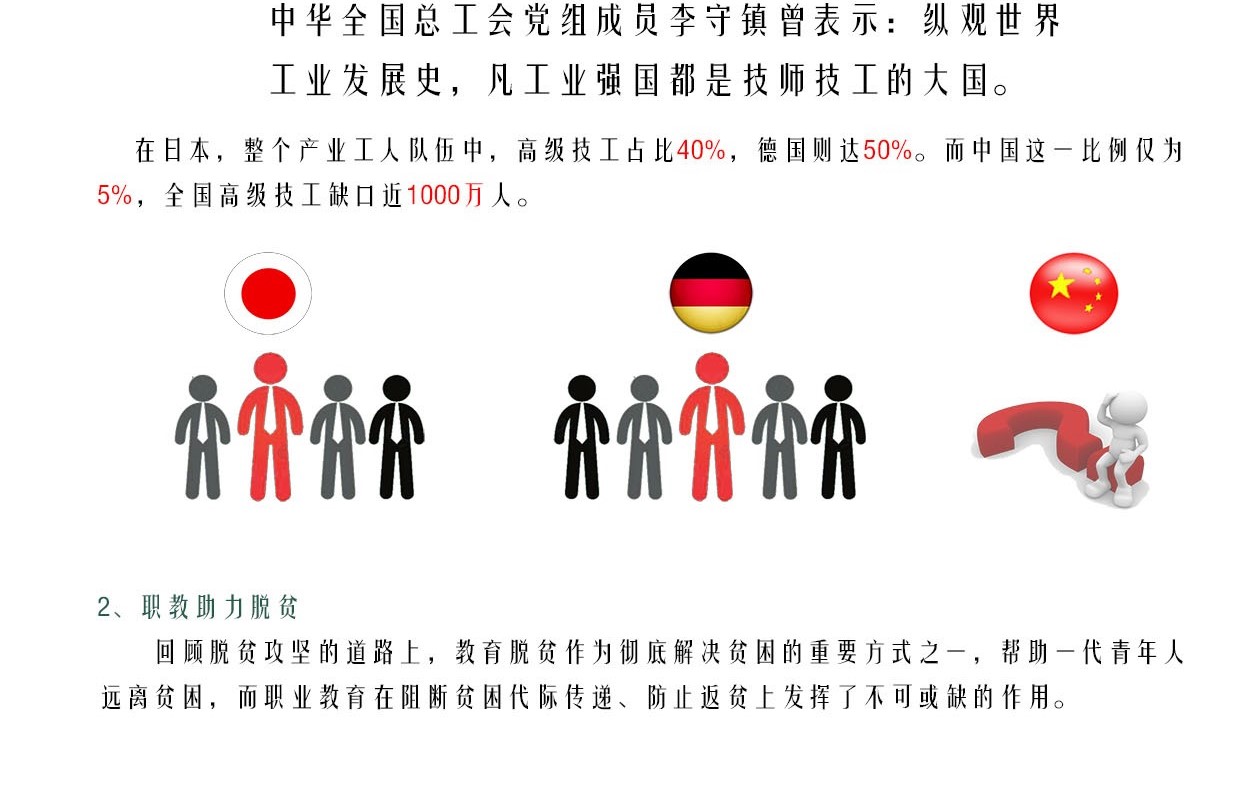 中华全国总工会党组成员李守镇曾表示：纵观世界
工业发展史，凡工业强国都是技师技工的大国。
在日本，整个产业工人队伍中，高级技工占比40%，德国则达50%。而中国这一比例仅为
5%，全国高级技工缺口近1000万人。
2、职教助力脱贫
回顾脱贫攻坚的道路上，教育脱贫作为彻底解决贫困的重要方式之一，帮助一代青年人
远离贫困，而职业教育在阻断贫困代际传递、防止返贫上发挥了不可或缺的作用。